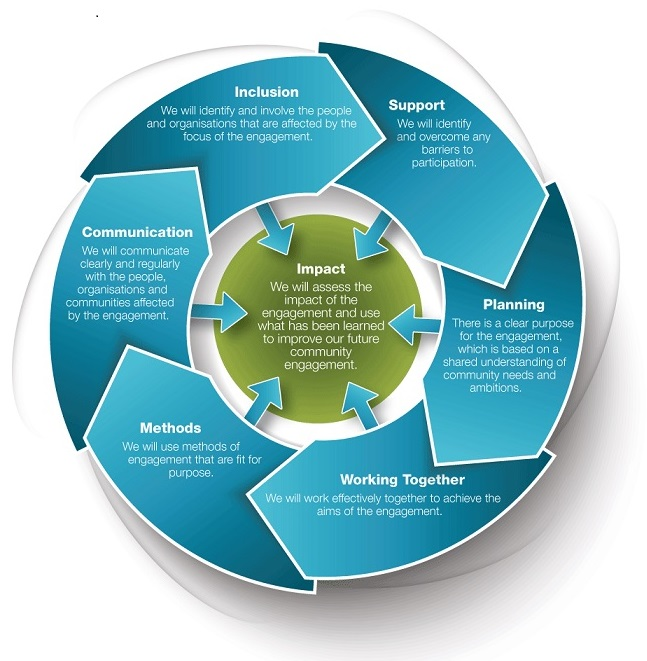 Inclusion
We will identify and involve the people
and organisations that are affected by the
focus of the engagement.
Support
We will identify
and overcome any
barriers to
participation.
Planning
There is a clear purpose
for the engagement,
which is based on a
shared understanding of
community needs and
ambitions.
Working Together
We will work effectively together to achieve the
aims of the engagement.
Methods
We will use methods of
engagement that are fit for
purpose.
Communication
We will communicate
clearly and regularly
with the people,
organisations and
communities affected
by the engagement.
Impact
We will assess the
impact of the
engagement and use
what has been learned
to improve our future
community
engagement.